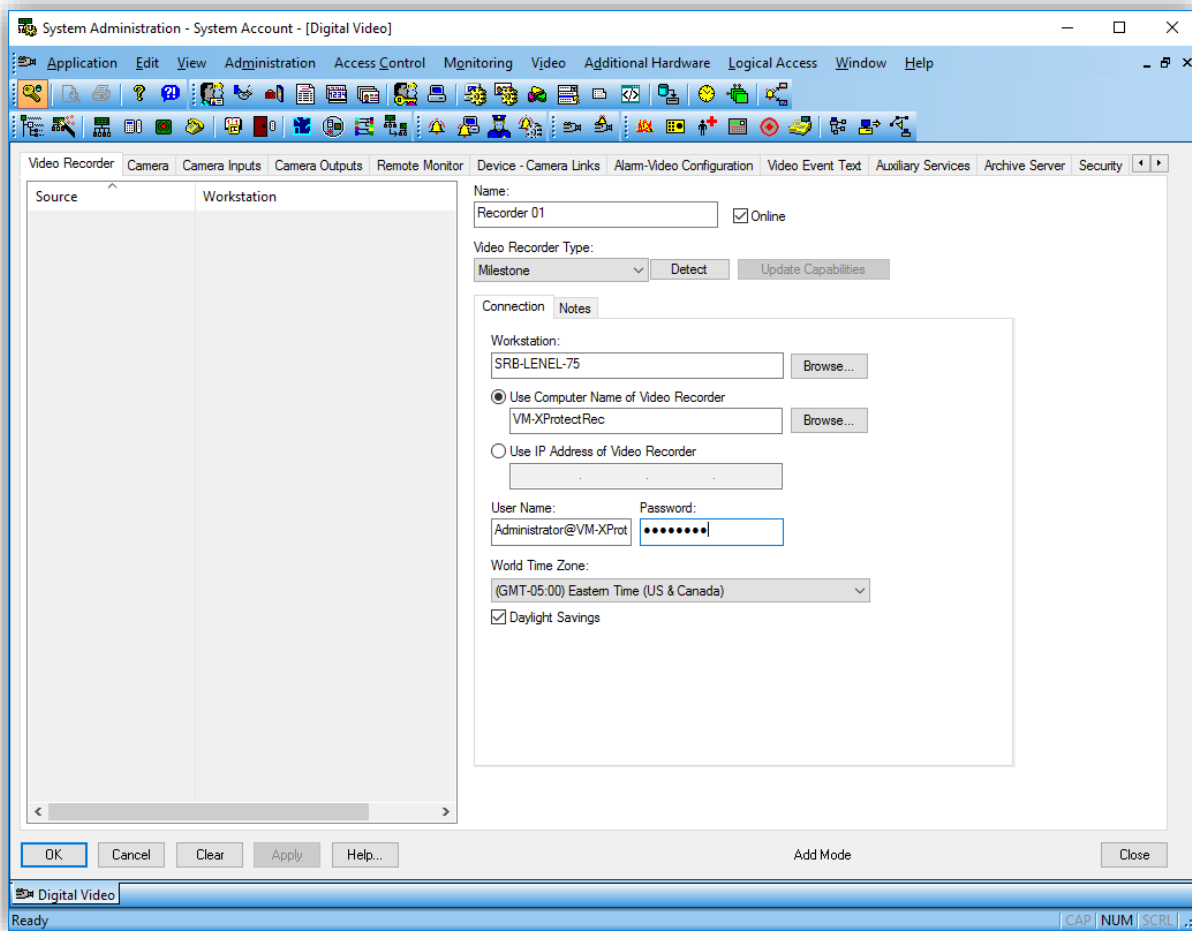 System Administration - System Account - [Digital Video]
Application Edit View Administration Access Control Monitoring Video Additional Hardware Logical Access Window Help
Video Recorder Camera Camera Inputs Camera Outputs Remote Monitor Device - Camera Links Alarm-Video Configuration Video Event Text Auxiliary Services Archive Server Security
Source Workstation
Name:
Recorder 01
Online
Video Recorder Type:
Milestone Detect Update Capabilities
Connection Notes
Workstation:
SRB-LENEL-75 Browse...
Use Computer Name of Video Recorder
VM-XProtectRec Browse...
Use IP Address of Video Recorder
. . .
User Name: Password:
Administrator@VM-XProt ●●●●●●●●
World Time Zone:
(GMT-05:00) Eastern Time (US & Canada)
Daylight Savings
OK Cancel Clear Apply Help... Add Mode Close
Digital Video
Ready CAP NUM SCRL